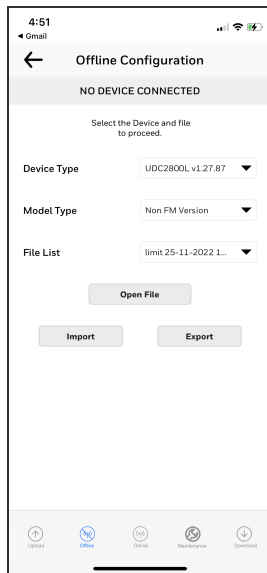 4:51
◀ Gmail
Offline Configuration
NO DEVICE CONNECTED
Select the Device and file
to proceed.
Device Type
UDC2800L v1.27.87
Model Type
Non FM Version
File List
limit 25-11-2022 1...
Open File
Import
Export
Upload
Offline
Online
Maintenance
Download